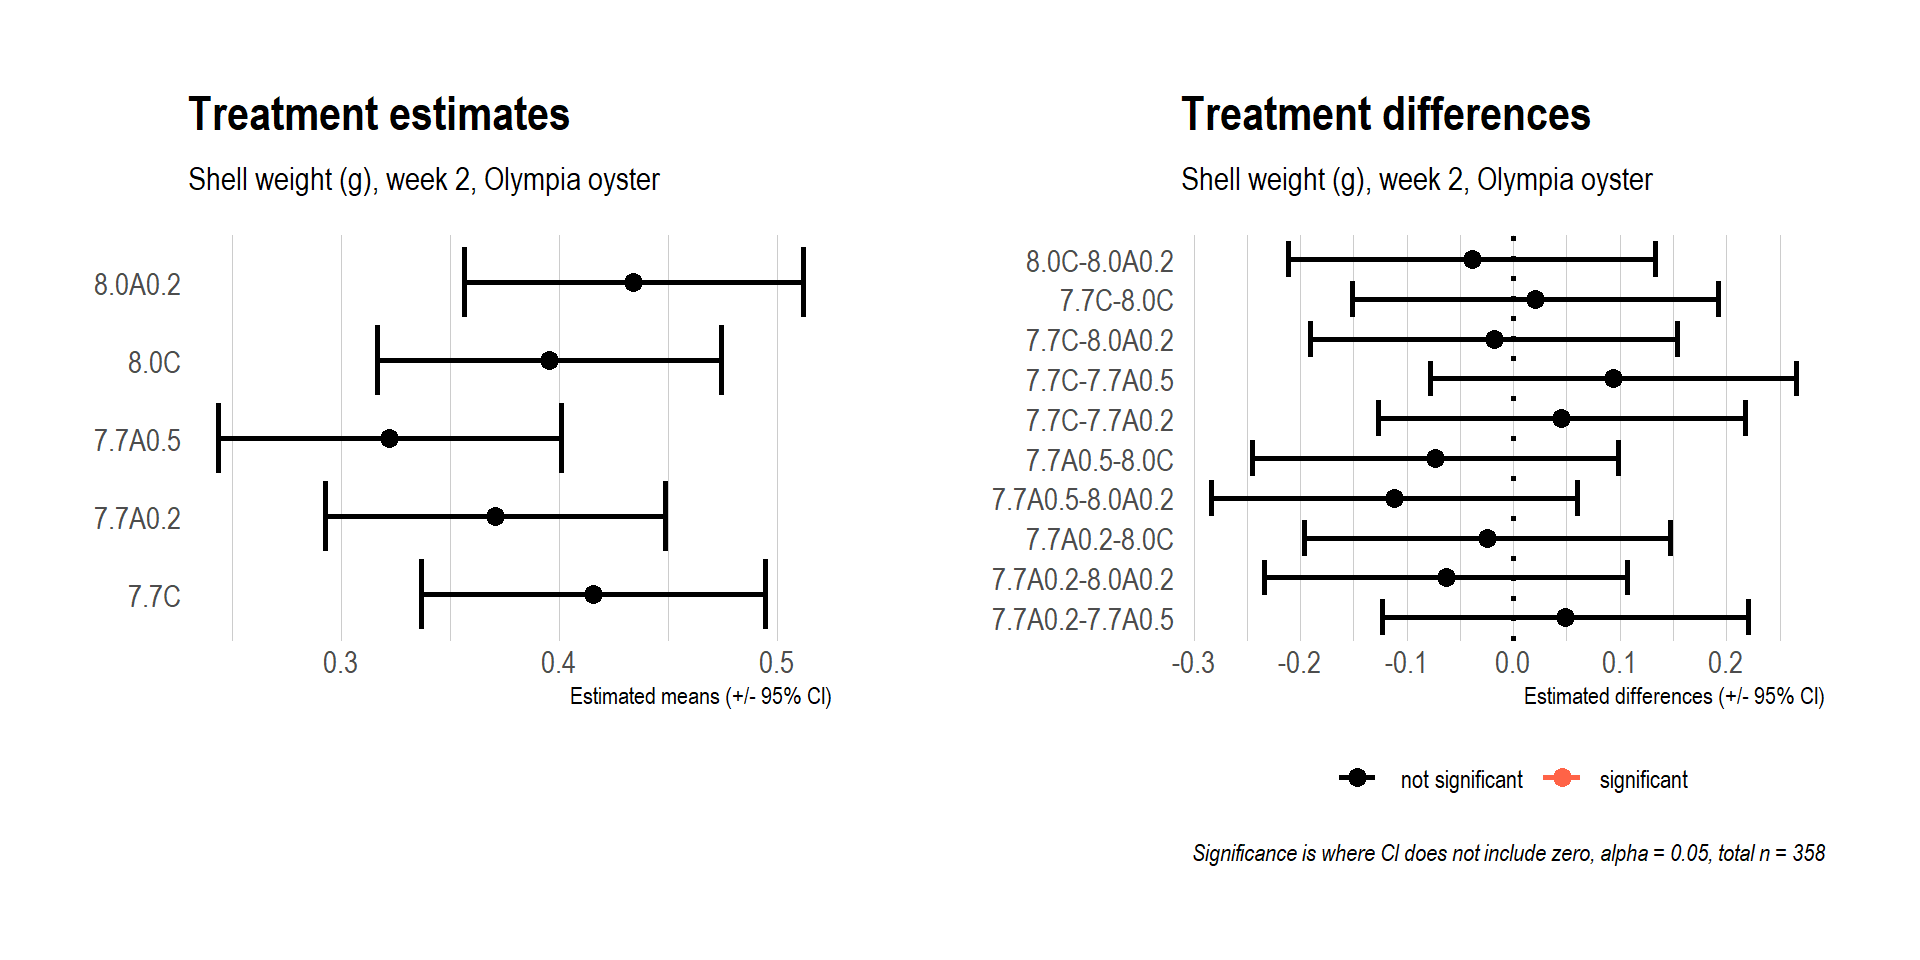 Treatment estimates
Shell weight (g), week 2, Olympia oyster
8.0A0.2
8.0C
7.7A0.5
7.7A0.2
7.7C
0.3 0.4 0.5
Estimated means (+/- 95% CI)
Treatment differences
Shell weight (g), week 2, Olympia oyster
8.0C-8.0A0.2
7.7C-8.0C
7.7C-8.0A0.2
7.7C-7.7A0.5
7.7C-7.7A0.2
7.7A0.5-8.0C
7.7A0.5-8.0A0.2
7.7A0.2-8.0C
7.7A0.2-8.0A0.2
7.7A0.2-7.7A0.5
-0.3 -0.2 -0.1 0.0 0.1 0.2
Estimated differences (+/- 95% CI)
not significant significant
Significance is where CI does not include zero, alpha = 0.05, total n = 358